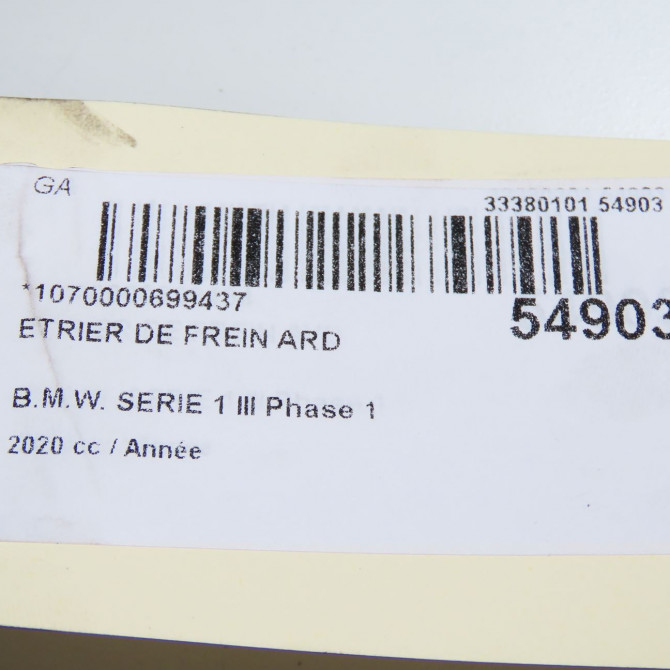 GA
33380101 54903
*1070000699437
54903
ETRIER DE FREIN ARD
B.M.W. SERIE 1 III Phase 1
2020 cc / Année